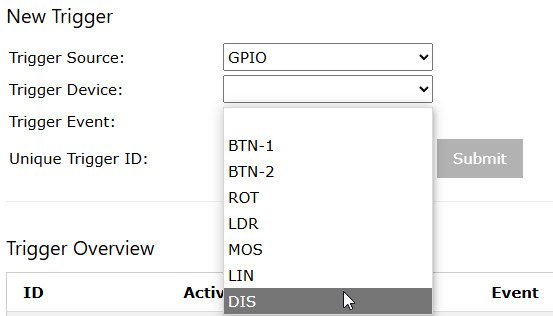 New Trigger
Trigger Source: GPIO
Trigger Device:
Trigger Event:
Unique Trigger ID: Submit
BTN-1
BTN-2
ROT
LDR
MOS
LIN
DIS
Trigger Overview
ID Activ Event